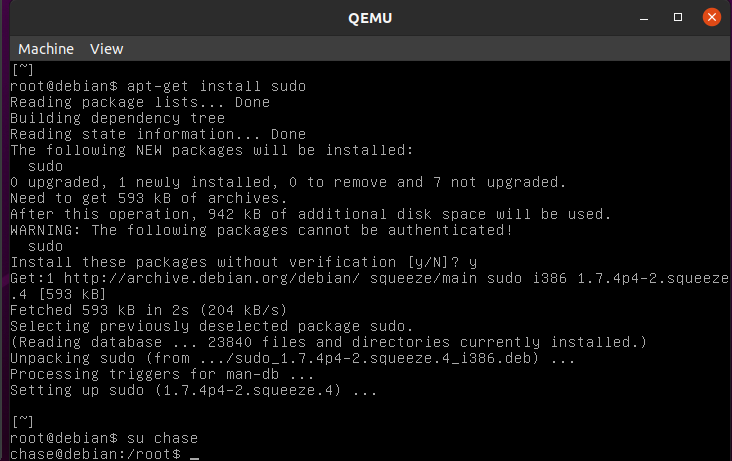 QEMU
Machine View
[~]
root@debian$ apt-get install sudo
Reading package lists... Done
Building dependency tree
Reading state information... Done
The following NEW packages will be installed:
  sudo
0 upgraded, 1 newly installed, 0 to remove and 7 not upgraded.
Need to get 593 kB of archives.
After this operation, 942 kB of additional disk space will be used.
WARNING: The following packages cannot be authenticated!
  sudo
Install these packages without verification [y/N]? y
Get:1 http://archive.debian.org/debian/ squeeze/main sudo i386 1.7.4p4-2.squeeze
.4 [593 kB]
Fetched 593 kB in 2s (204 kB/s)
Selecting previously deselected package sudo.
(Reading database ... 23840 files and directories currently installed.)
Unpacking sudo (from .../sudo_1.7.4p4-2.squeeze.4_i386.deb) ...
Processing triggers for man-db ...
Setting up sudo (1.7.4p4-2.squeeze.4) ...
[~]
root@debian$ su chase
chase@debian:/root$ _